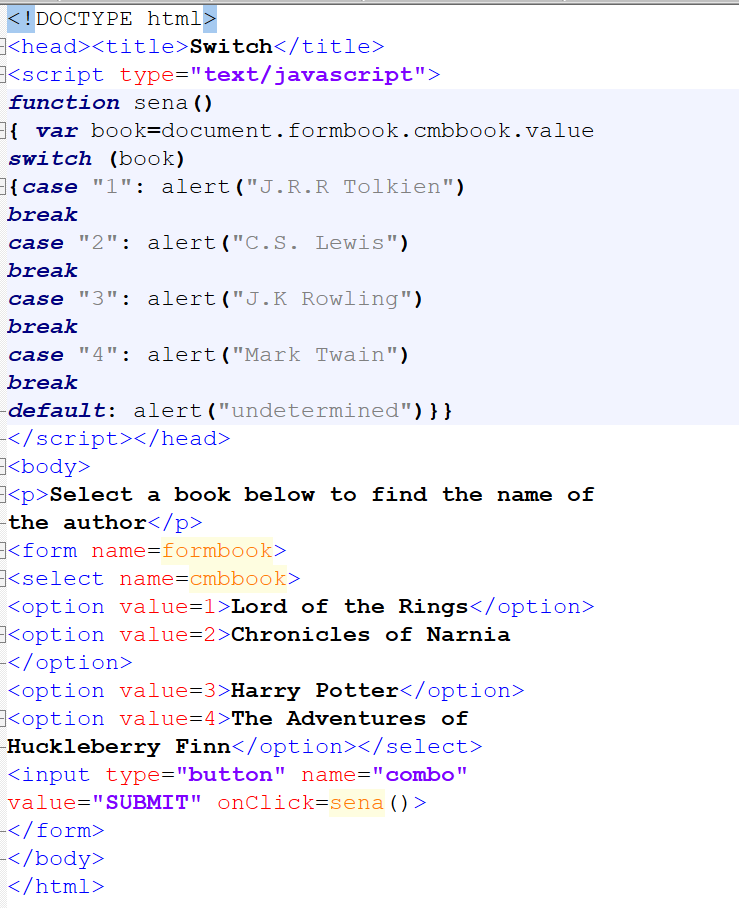 <!DOCTYPE html>
<head><title>Switch</title>
<script type="text/javascript">
function sena()
{ var book=document.formbook.cmbbook.value
switch (book)
{case "1": alert("J.R.R Tolkien")
break
case "2": alert("C.S. Lewis")
break
case "3": alert("J.K Rowling")
break
case "4": alert("Mark Twain")
break
default: alert("undetermined")}}
</script></head>
<body>
<p>Select a book below to find the name of
the author</p>
<form name=formbook>
<select name=cmbbook>
<option value=1>Lord of the Rings</option>
<option value=2>Chronicles of Narnia
</option>
<option value=3>Harry Potter</option>
<option value=4>The Adventures of
Huckleberry Finn</option></select>
<input type="button" name="combo"
value="SUBMIT" onClick=sena()>
</form>
</body>
</html>